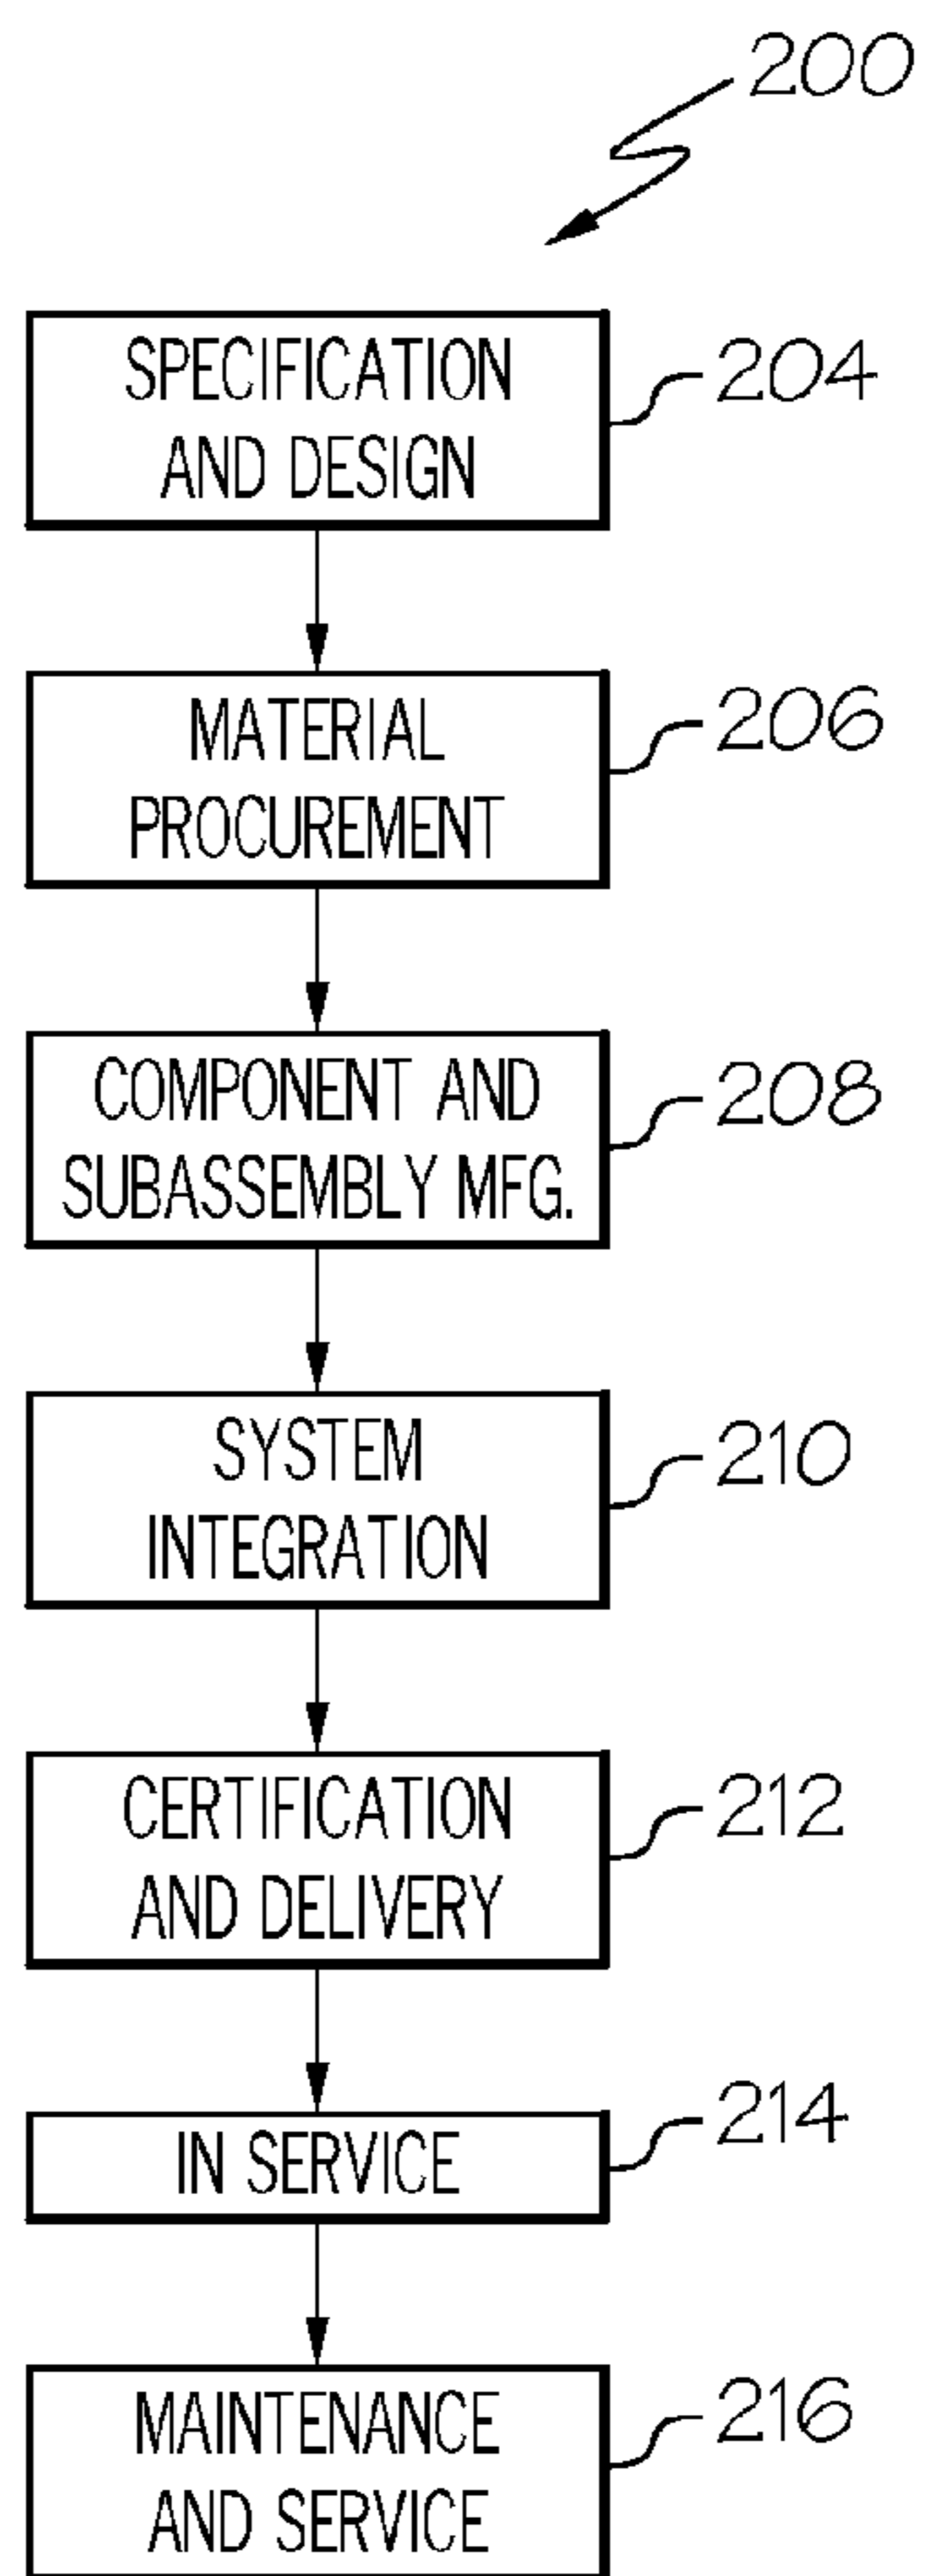 200
SPECIFICATION
AND DESIGN
204
MATERIAL
PROCUREMENT
206
COMPONENT AND
SUBASSEMBLY MFG.
208
SYSTEM
INTEGRATION
210
CERTIFICATION
AND DELIVERY
212
IN SERVICE
214
MAINTENANCE
AND SERVICE
216